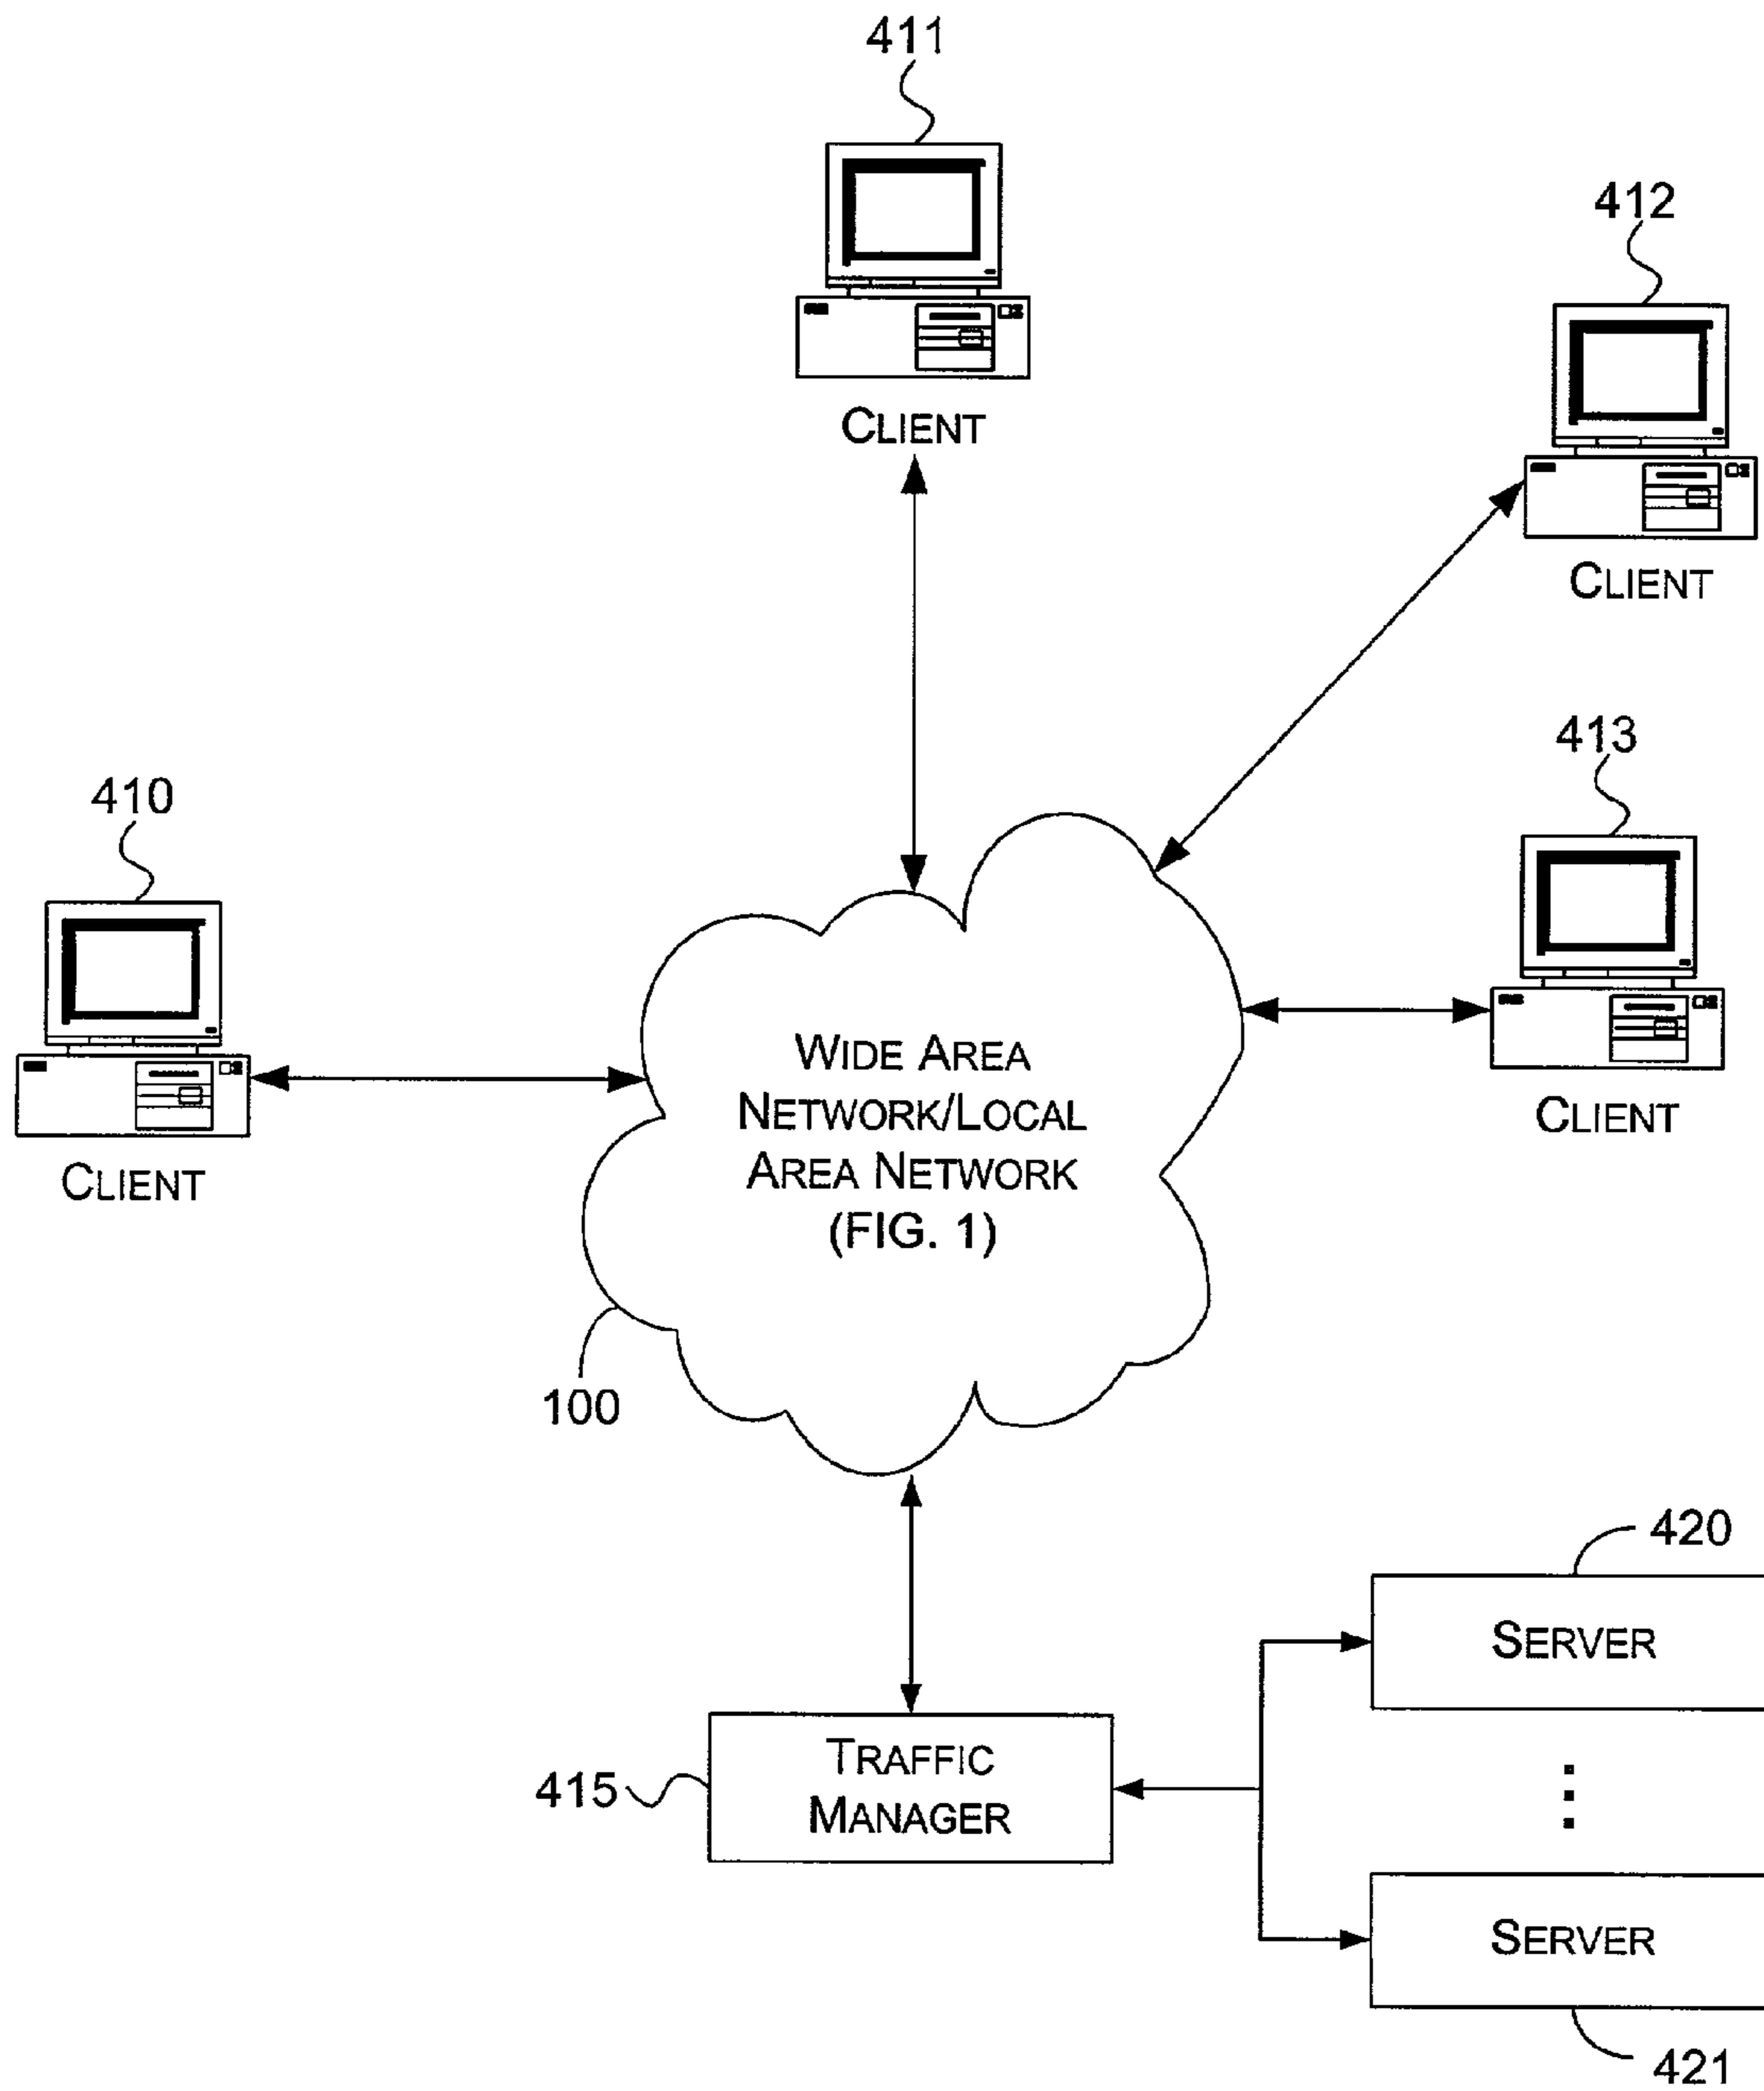 411
CLIENT
412
CLIENT
413
CLIENT
410
CLIENT
WIDE AREA
NETWORK/LOCAL
AREA NETWORK
(FIG. 1)
100
TRAFFIC
MANAGER
415
420
SERVER
SERVER
421